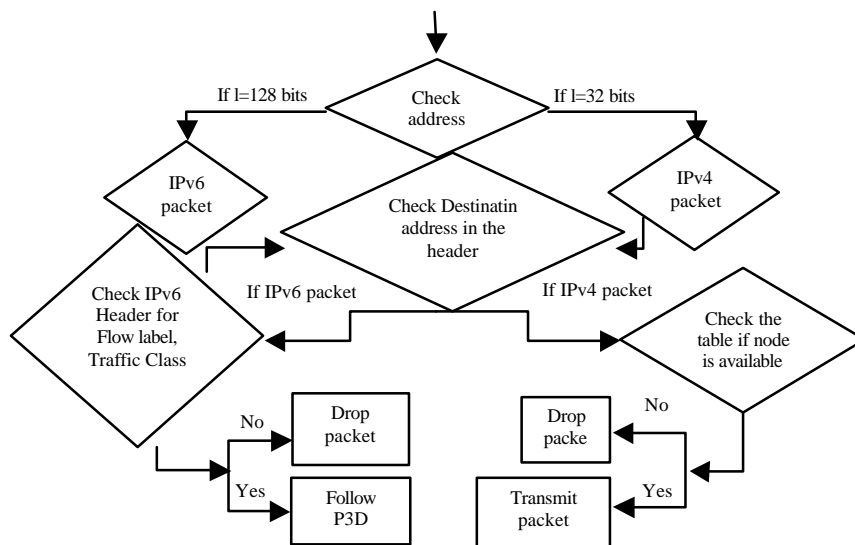 If l=128 bits
Check
address
If l=32 bits
IPv6
packet
Check Destinatin
address in the
header
IPv4
packet
If IPv6 packet
If IPv4 packet
Check IPv6
Header for
Flow label,
Traffic Class
Check the
table if node
is available
No
Drop
packet
Yes
Follow
P3D
Drop
packe
No
Transmit
packet
Yes